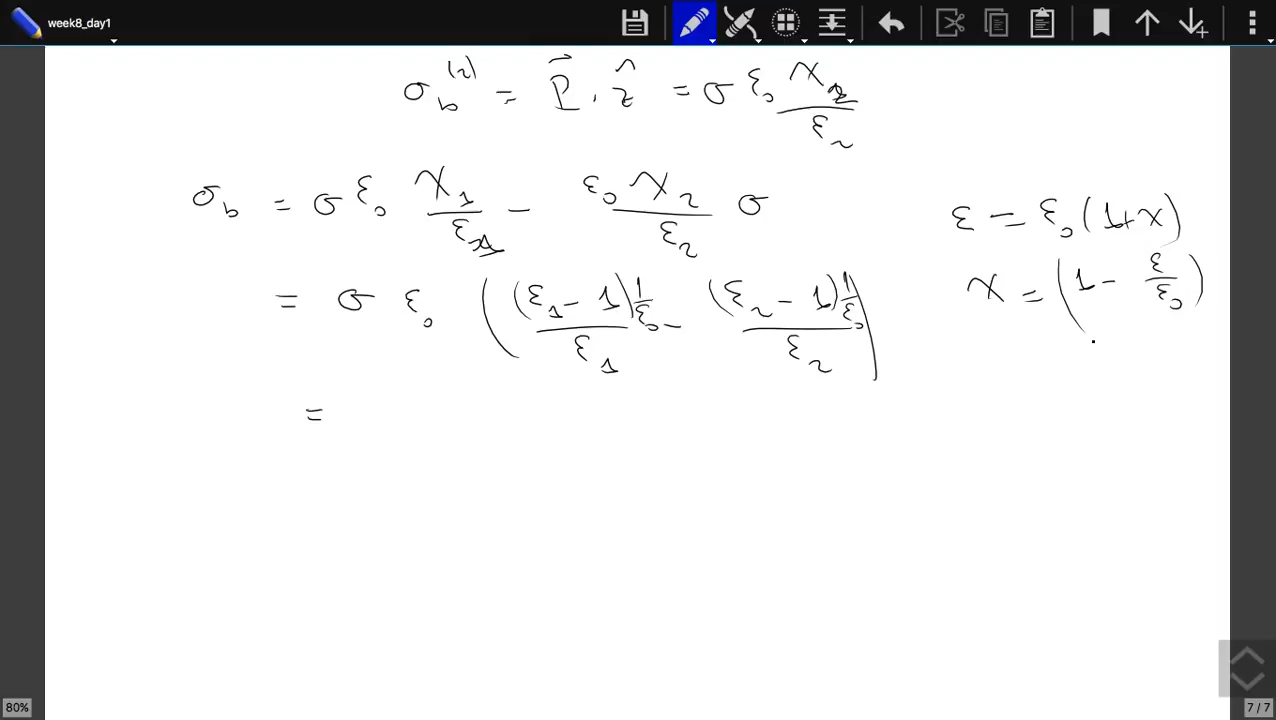 week8_day1
σ_b^(2) = P⃗ . ẑ = σ ε₀ χ₂/ε₂
σ_b = σ ε₀ χ₁/ε₁ − ε₀ χ₂/ε₂ σ
ε = ε₀ (1+χ)
= σ ε₀ ( (ε₁ − 1) 1/ε₀ / ε₁ − (ε₂ − 1) 1/ε₀ / ε₂ )
χ = ( 1 − ε/ε₀ )
=
80%
7 / 7